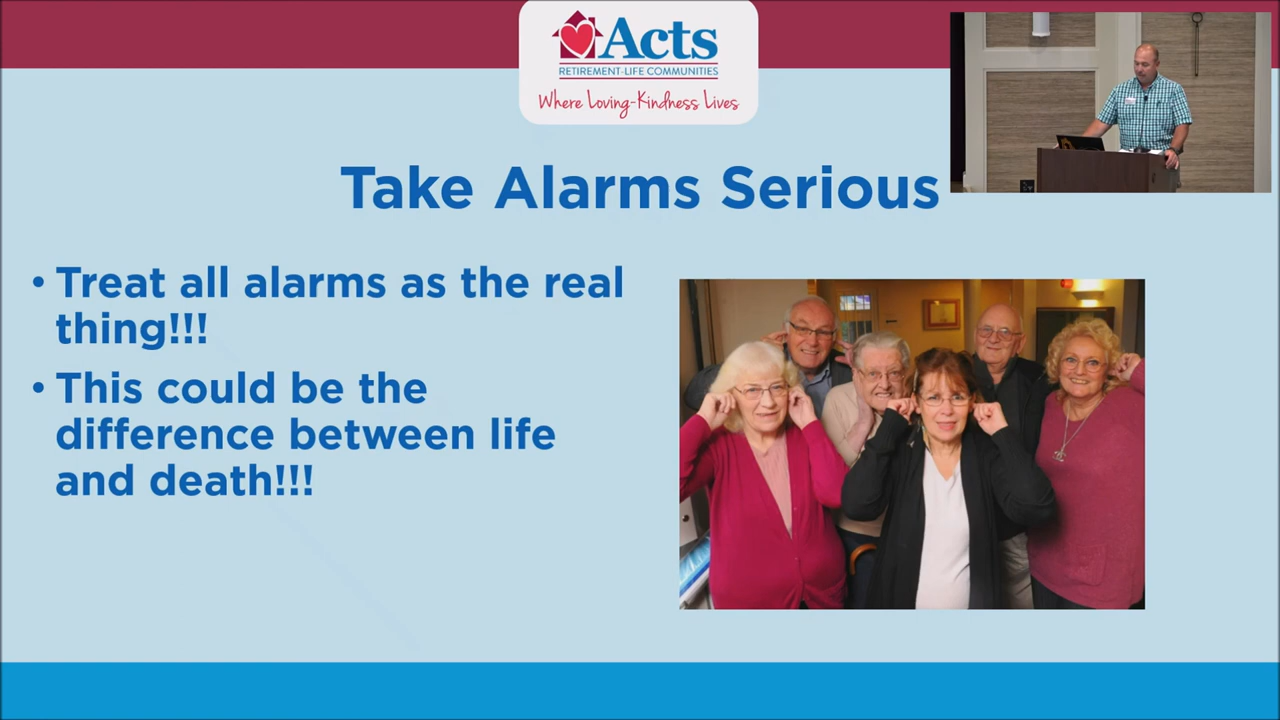 Acts
RETIREMENT-LIFE COMMUNITIES
Where Loving-Kindness Lives
Take Alarms Serious
• Treat all alarms as the real
thing!!!
• This could be the
difference between life
and death!!!